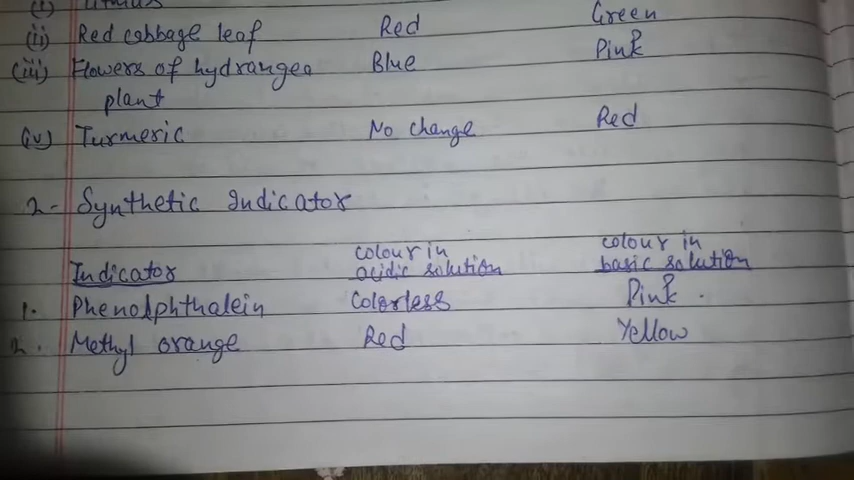 (i) Litmus
(ii) Red cabbage leaf Red Green
(iii) Flowers of hydrangea Blue Pink
plant
(iv) Turmeric No change Red
2- Synthetic Indicator
Indicator colour in acidic solution colour in basic solution
1. Phenolphthalein Colorless Pink.
2. Methyl orange Red Yellow